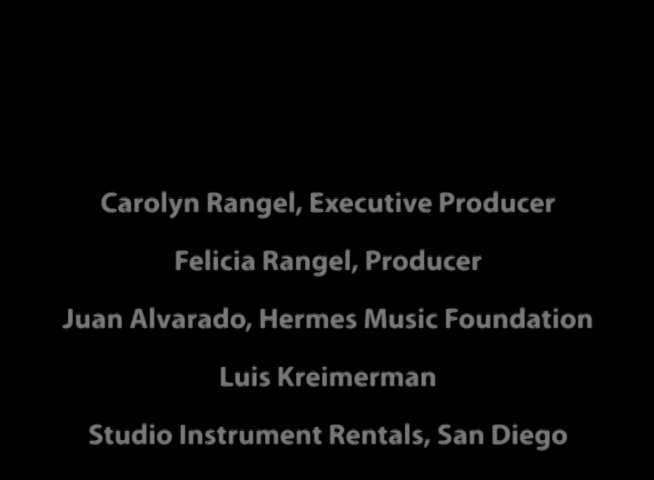 Carolyn Rangel, Executive Producer
Felicia Rangel, Producer
Juan Alvarado, Hermes Music Foundation
Luis Kreimerman
Studio Instrument Rentals, San Diego